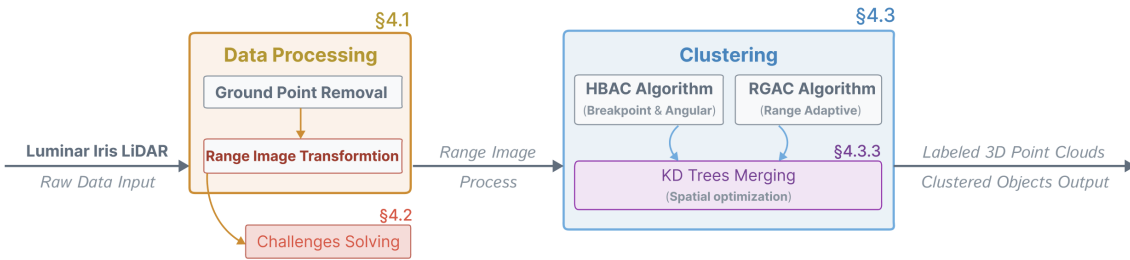 §4.1
Data Processing
Ground Point Removal
Range Image Transformtion
Luminar Iris LiDAR
Raw Data Input
§4.2
Challenges Solving
Range Image
Process
§4.3
Clustering
HBAC Algorithm
(Breakpoint & Angular)
RGAC Algorithm
(Range Adaptive)
§4.3.3
KD Trees Merging
(Spatial optimization)
Labeled 3D Point Clouds
Clustered Objects Output